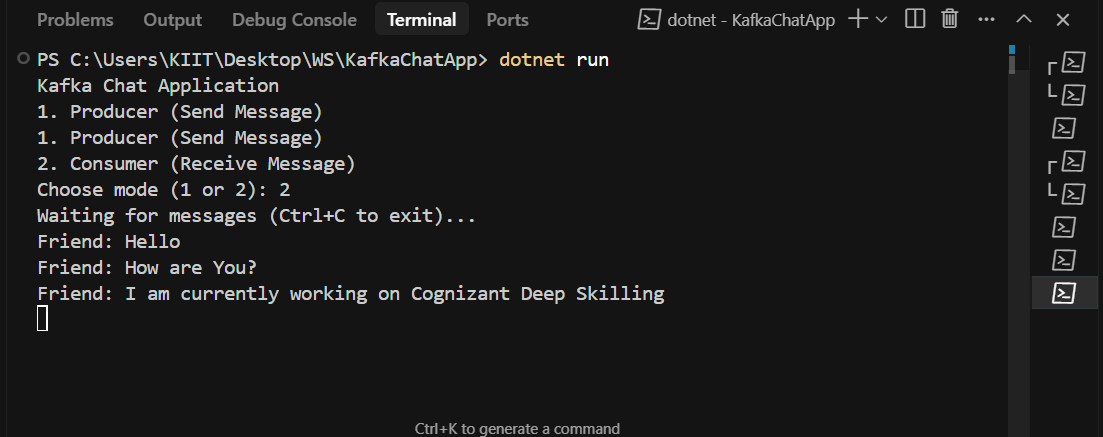 Problems Output Debug Console Terminal Ports dotnet - KafkaChatApp
PS C:\Users\KIIT\Desktop\WS\KafkaChatApp> dotnet run
Kafka Chat Application
1. Producer (Send Message)
1. Producer (Send Message)
2. Consumer (Receive Message)
Choose mode (1 or 2): 2
Waiting for messages (Ctrl+C to exit)...
Friend: Hello
Friend: How are You?
Friend: I am currently working on Cognizant Deep Skilling
Ctrl+K to generate a command